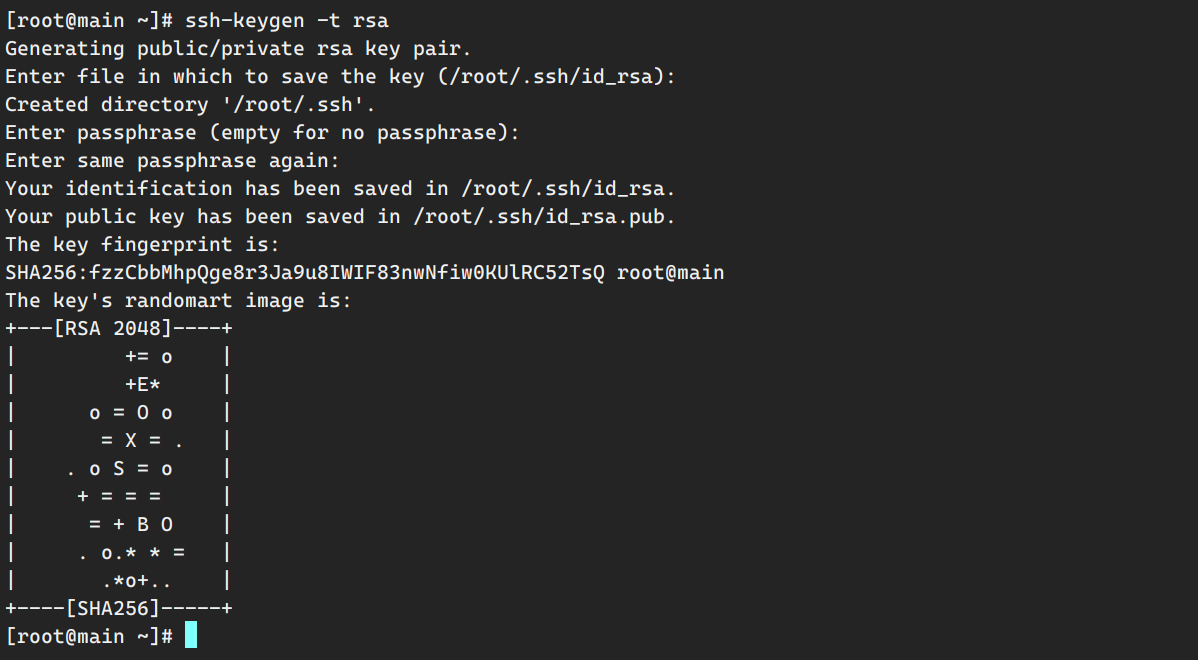 [root@main ~]# ssh-keygen -t rsa
Generating public/private rsa key pair.
Enter file in which to save the key (/root/.ssh/id_rsa):
Created directory '/root/.ssh'.
Enter passphrase (empty for no passphrase):
Enter same passphrase again:
Your identification has been saved in /root/.ssh/id_rsa.
Your public key has been saved in /root/.ssh/id_rsa.pub.
The key fingerprint is:
SHA256:fzzCbbMhpQge8r3Ja9u8IWIF83nwNfiw0KUlRC52TsQ root@main
The key's randomart image is:
+---[RSA 2048]----+
|         += o    |
|         +E*     |
|      o = O o    |
|       = X = .   |
|    . o S = o    |
|     + = = =     |
|      = + B O    |
|     . o.* * =   |
|       .*o+..    |
+----[SHA256]-----+
[root@main ~]#